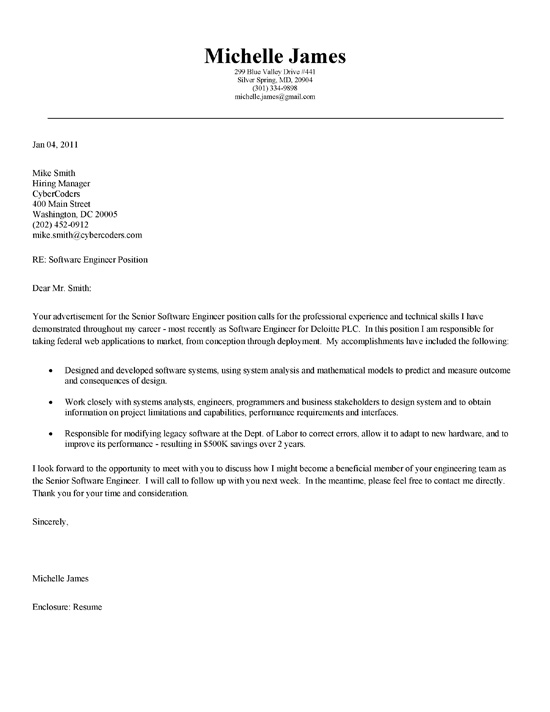 Michelle James
299 Blue Valley Drive #441
Silver Spring, MD, 20904
(301) 334-9898
michelle.james@gmail.com
Jan 04, 2011
Mike Smith
Hiring Manager
CyberCoders
400 Main Street
Washington, DC 20005
(202) 452-0912
mike.smith@cybercoders.com
RE: Software Engineer Position
Dear Mr. Smith:
Your advertisement for the Senior Software Engineer position calls for the professional experience and technical skills I have
demonstrated throughout my career - most recently as Software Engineer for Deloitte PLC.  In this position I am responsible for
taking federal web applications to market, from conception through deployment.  My accomplishments have included the following:
• Designed and developed software systems, using system analysis and mathematical models to predict and measure outcome
and consequences of design.
• Work closely with systems analysts, engineers, programmers and business stakeholders to design system and to obtain
information on project limitations and capabilities, performance requirements and interfaces.
• Responsible for modifying legacy software at the Dept. of Labor to correct errors, allow it to adapt to new hardware, and to
improve its performance - resulting in $500K savings over 2 years.
I look forward to the opportunity to meet with you to discuss how I might become a beneficial member of your engineering team as
the Senior Software Engineer.  I will call to follow up with you next week.  In the meantime, please feel free to contact me directly.
Thank you for your time and consideration.
Sincerely,
Michelle James
Enclosure: Resume